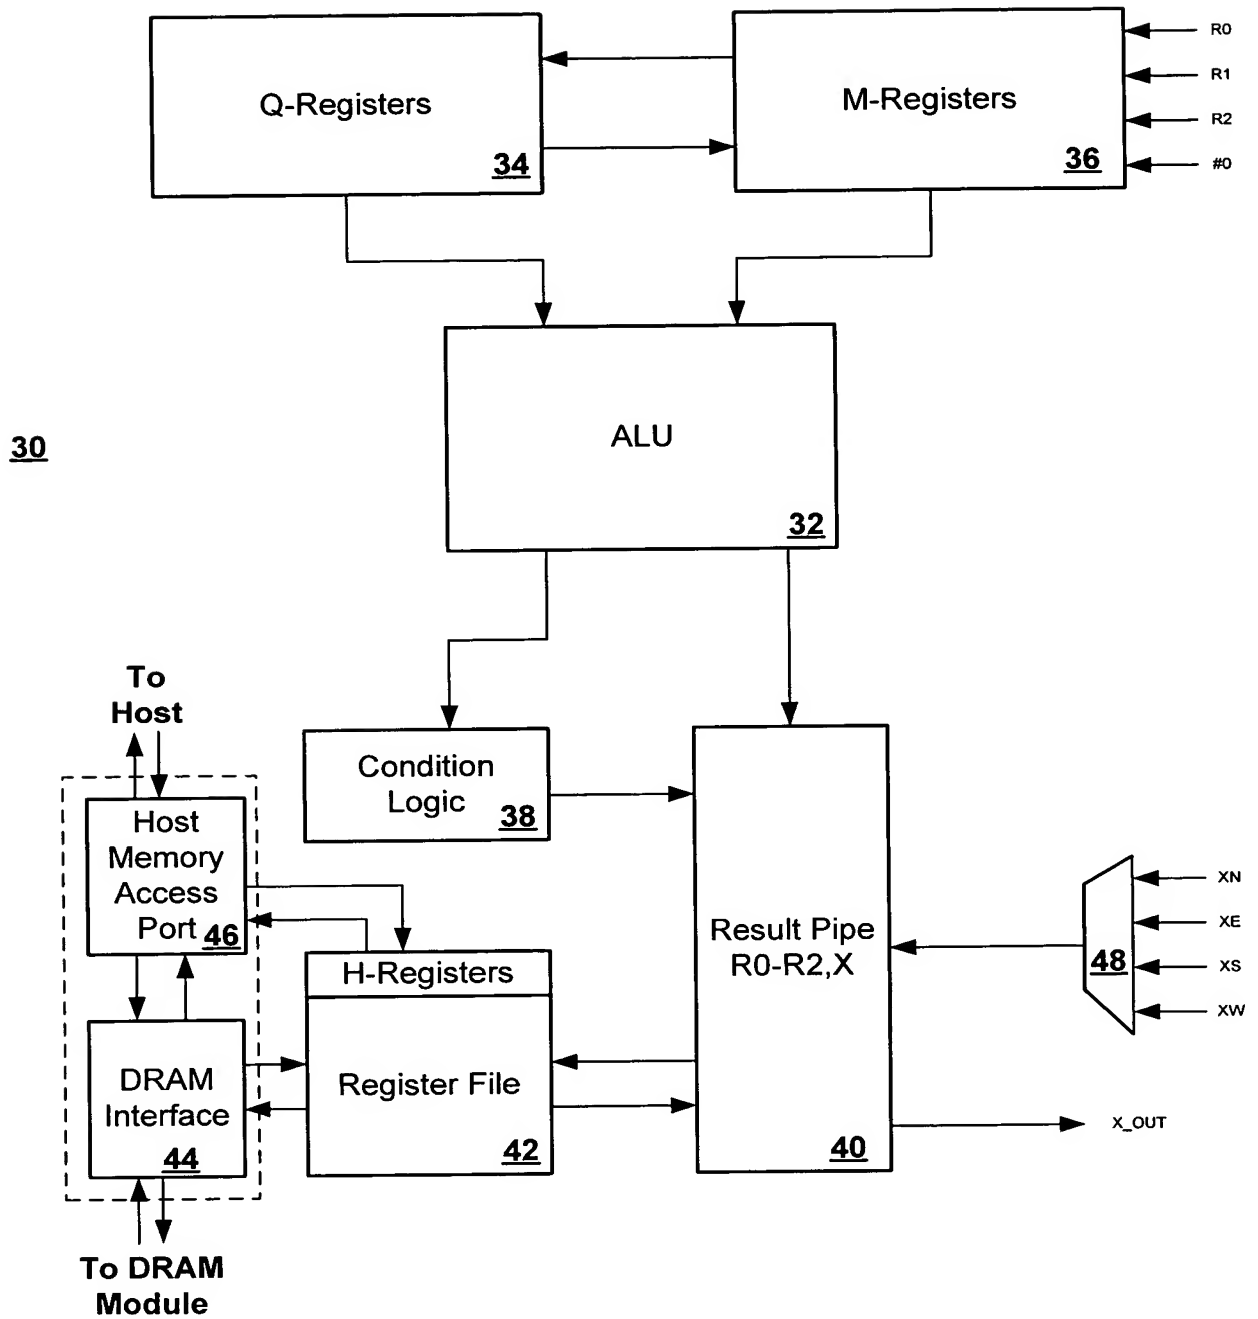 Q-Registers
34
M-Registers
36
R0
R1
R2
#0
30
ALU
32
To
Host
Condition
Logic
38
Host
Memory
Access
Port
46
H-Registers
Register File
42
DRAM
Interface
44
To DRAM
Module
Result Pipe
R0-R2,X
40
48
XN
XE
XS
XW
X_OUT